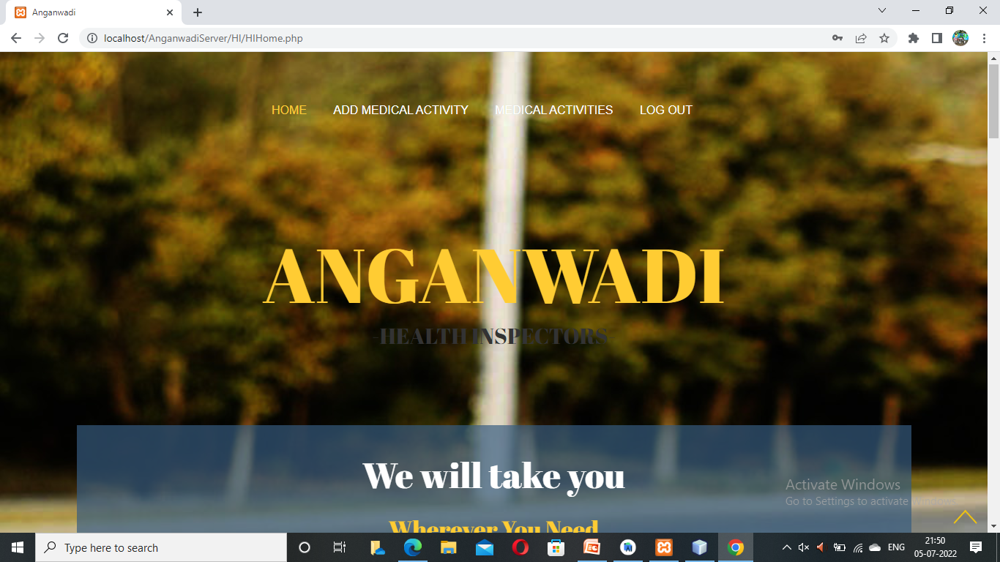 Anganwadi
localhost/AnganwadiServer/HI/HIHome.php
HOME ADD MEDICAL ACTIVITY MEDICAL ACTIVITIES LOG OUT
ANGANWADI
-HEALTH INSPECTORS
We will take you
Wherever You Need
Activate Windows
Go to Settings to activate Windows.
Type here to search
ENG
21:50
05-07-2022